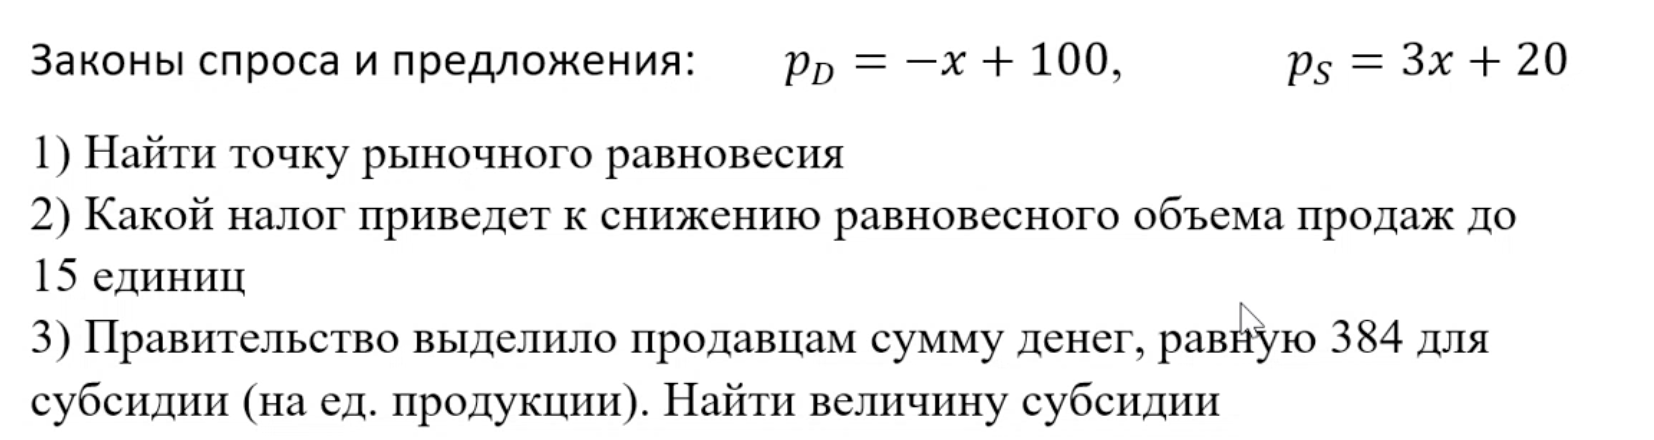 Законы спроса и предложения: p_D = −x + 100, p_S = 3x + 20
1) Найти точку рыночного равновесия
2) Какой налог приведет к снижению равновесного объема продаж до
15 единиц
3) Правительство выделило продавцам сумму денег, равную 384 для
субсидии (на ед. продукции). Найти величину субсидии